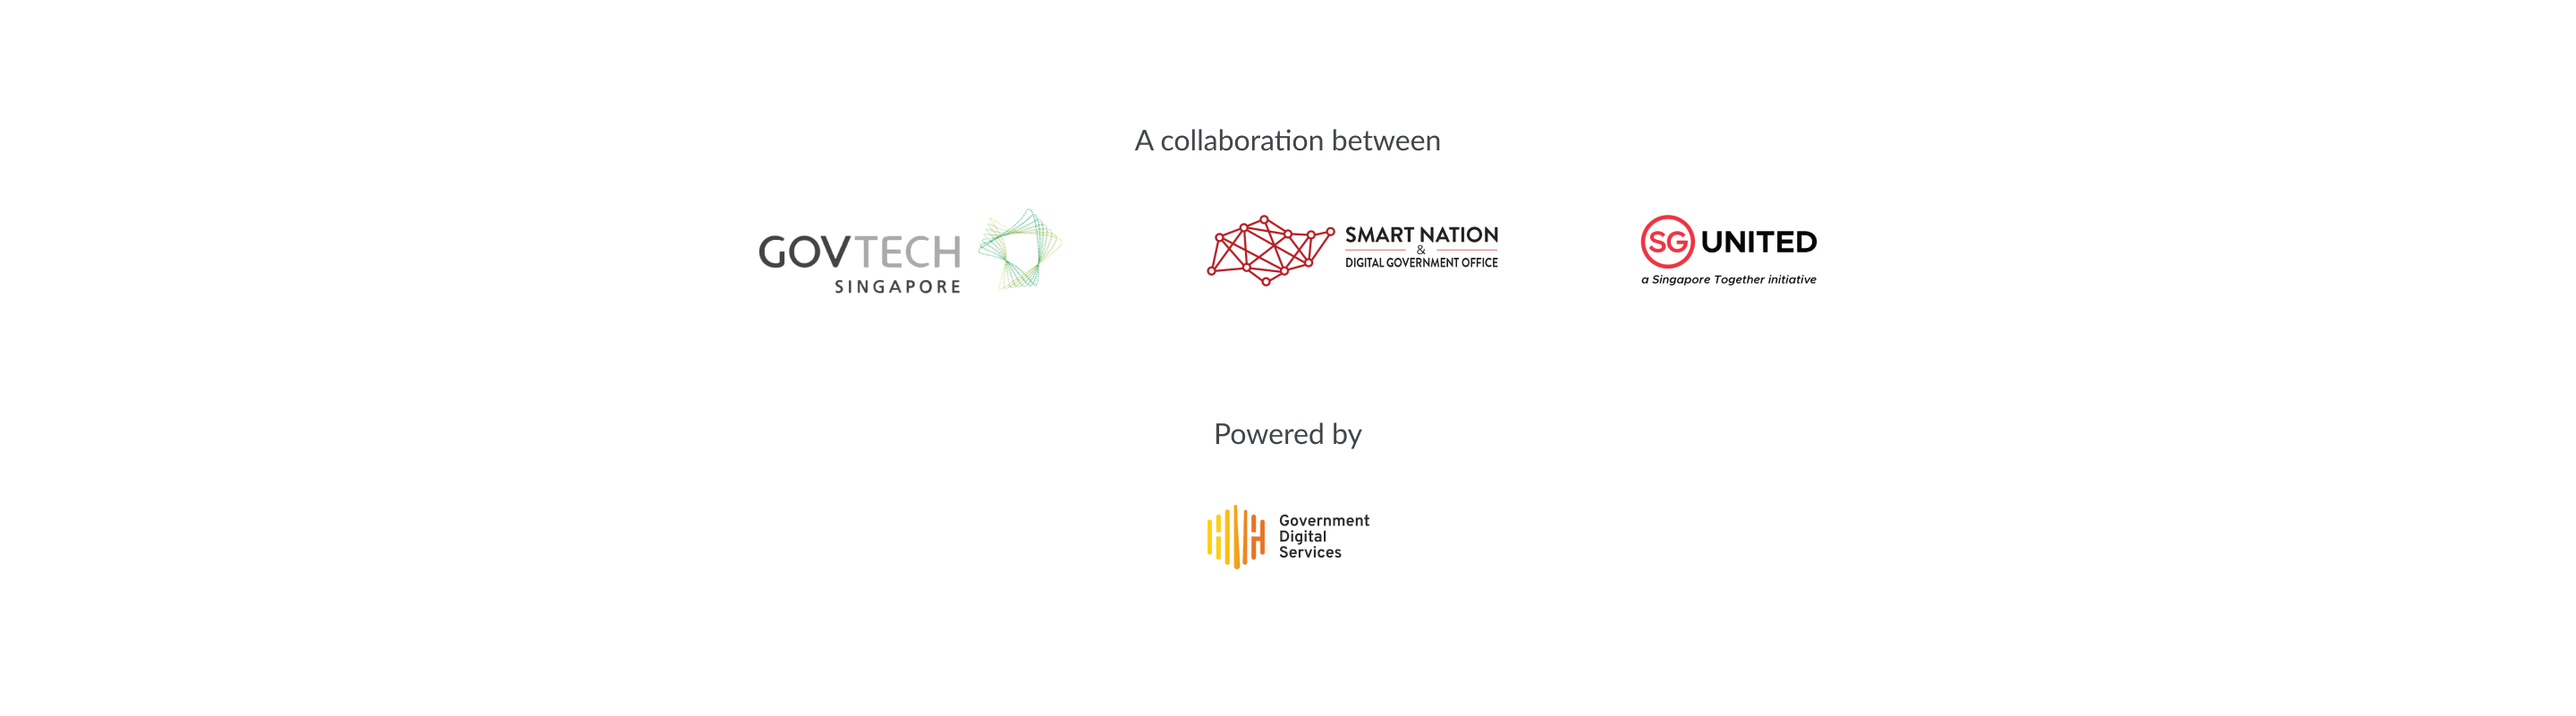 A collaboration between
GOVTECH
SINGAPORE
SMART NATION
&
DIGITAL GOVERNMENT OFFICE
SG UNITED
a Singapore Together initiative
Powered by
Government
Digital
Services